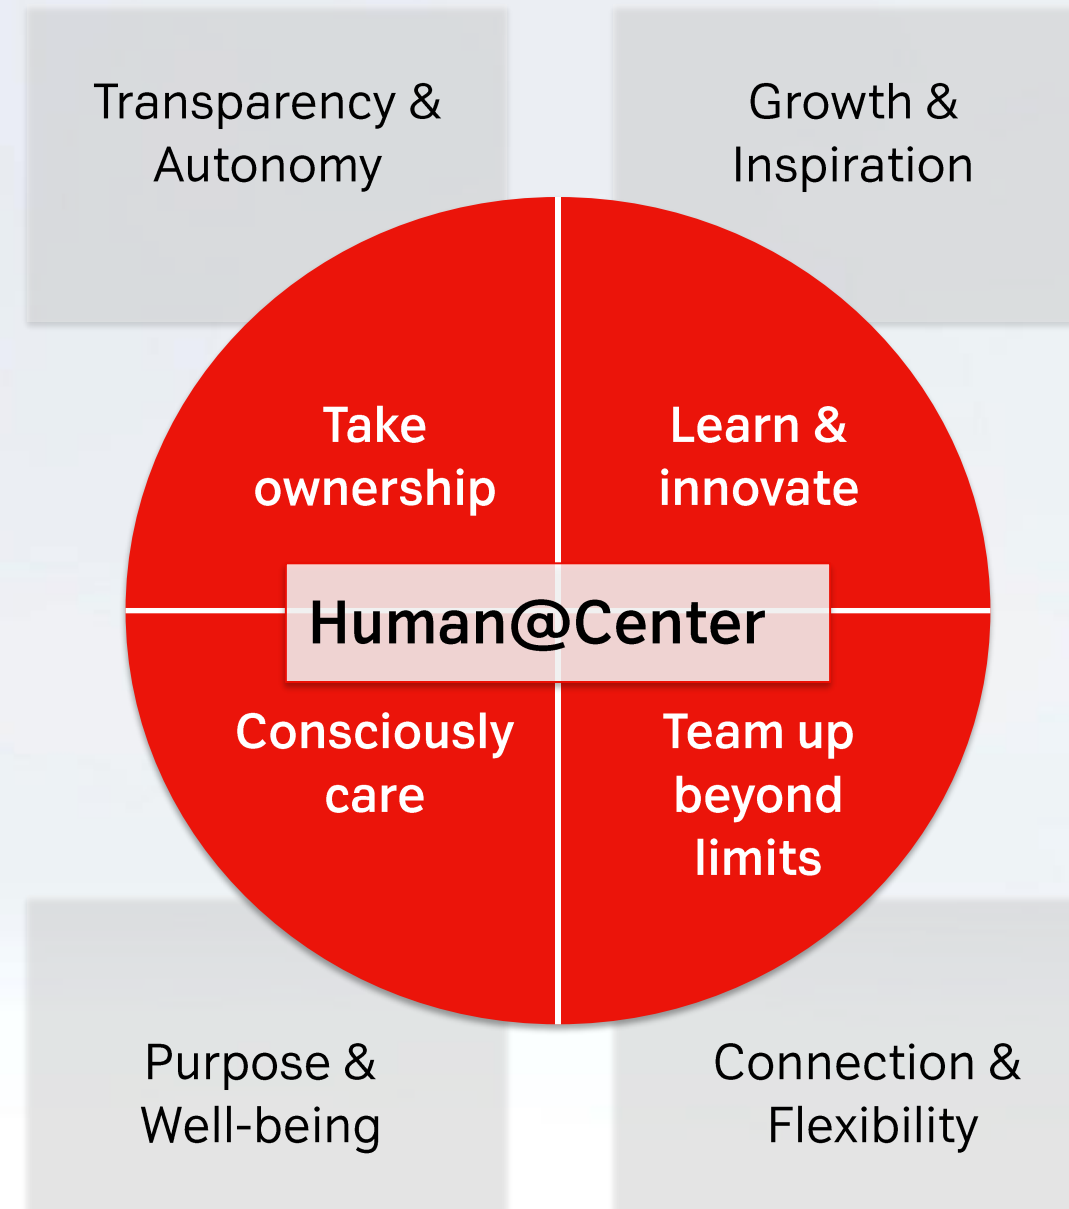 Transparency &
Autonomy
Growth &
Inspiration
Take
ownership
Learn &
innovate
Human@Center
Consciously
care
Team up
beyond
limits
Purpose &
Well-being
Connection &
Flexibility